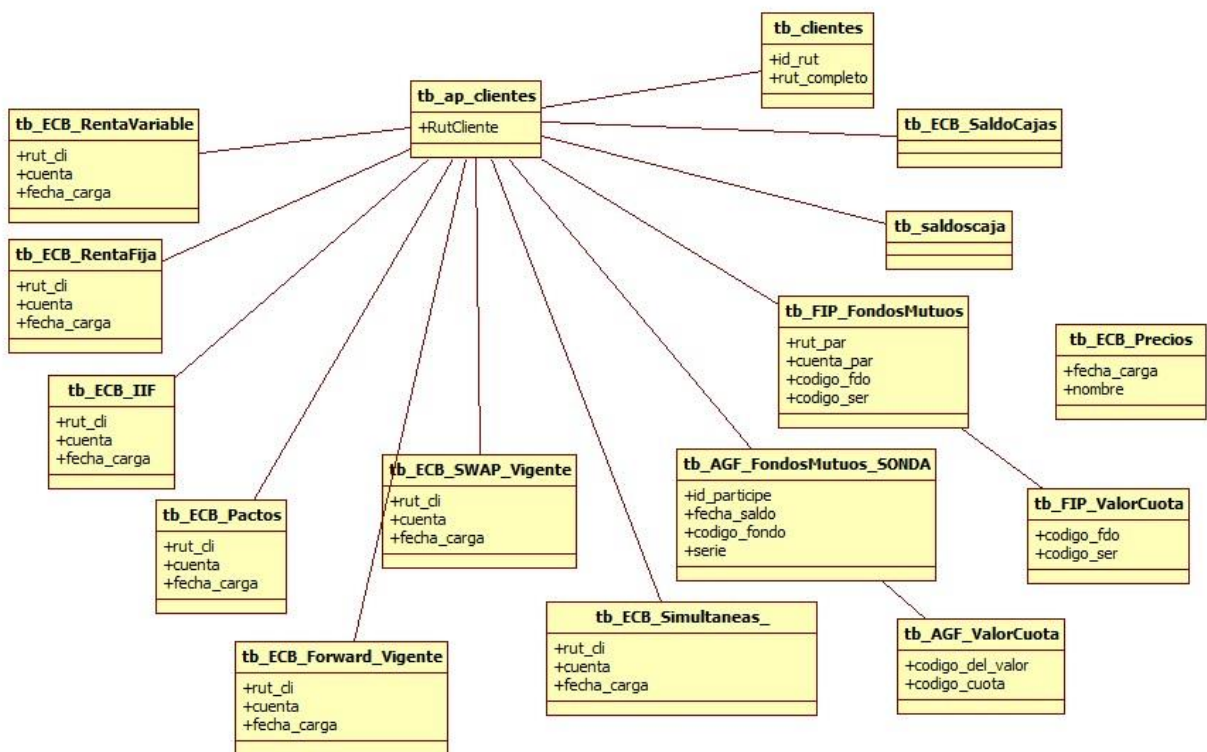 tb_clientes
+id_rut
+rut_completo
tb_ap_clientes
+RutCliente
tb_ECB_RentaVariable
+rut_cli
+cuenta
+fecha_carga
tb_ECB_SaldoCajas
tb_saldoscaja
tb_ECB_RentaFija
+rut_cli
+cuenta
+fecha_carga
tb_FIP_FondosMutuos
+rut_par
+cuenta_par
+codigo_fdo
+codigo_ser
tb_ECB_Precios
+fecha_carga
+nombre
tb_ECB_IIF
+rut_cli
+cuenta
+fecha_carga
tb_ECB_SWAP_Vigente
+rut_cli
+cuenta
+fecha_carga
tb_AGF_FondosMutuos_SONDA
+id_participe
+fecha_saldo
+codigo_fondo
+serie
tb_FIP_ValorCuota
+codigo_fdo
+codigo_ser
tb_ECB_Pactos
+rut_cli
+cuenta
+fecha_carga
tb_ECB_Simultaneas_
+rut_cli
+cuenta
+fecha_carga
tb_AGF_ValorCuota
+codigo_del_valor
+codigo_cuota
tb_ECB_Forward_Vigente
+rut_cli
+cuenta
+fecha_carga